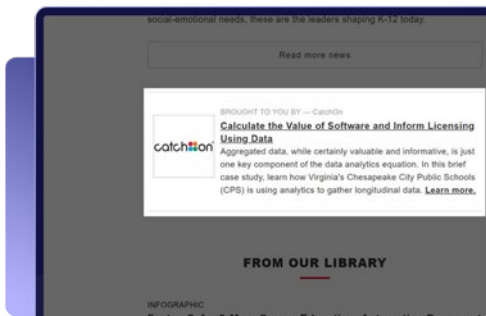 social-emotional needs, these are the leaders shaping K-12 today.
Read more news
BROUGHT TO YOU BY — CatchOn
Calculate the Value of Software and Inform Licensing
Using Data
catchon
Aggregated data, while certainly valuable and informative, is just
one key component of the data analytics equation. In this brief
case study, learn how Virginia's Chesapeake City Public Schools
(CPS) is using analytics to gather longitudinal data. Learn more.
FROM OUR LIBRARY
INFOGRAPHIC